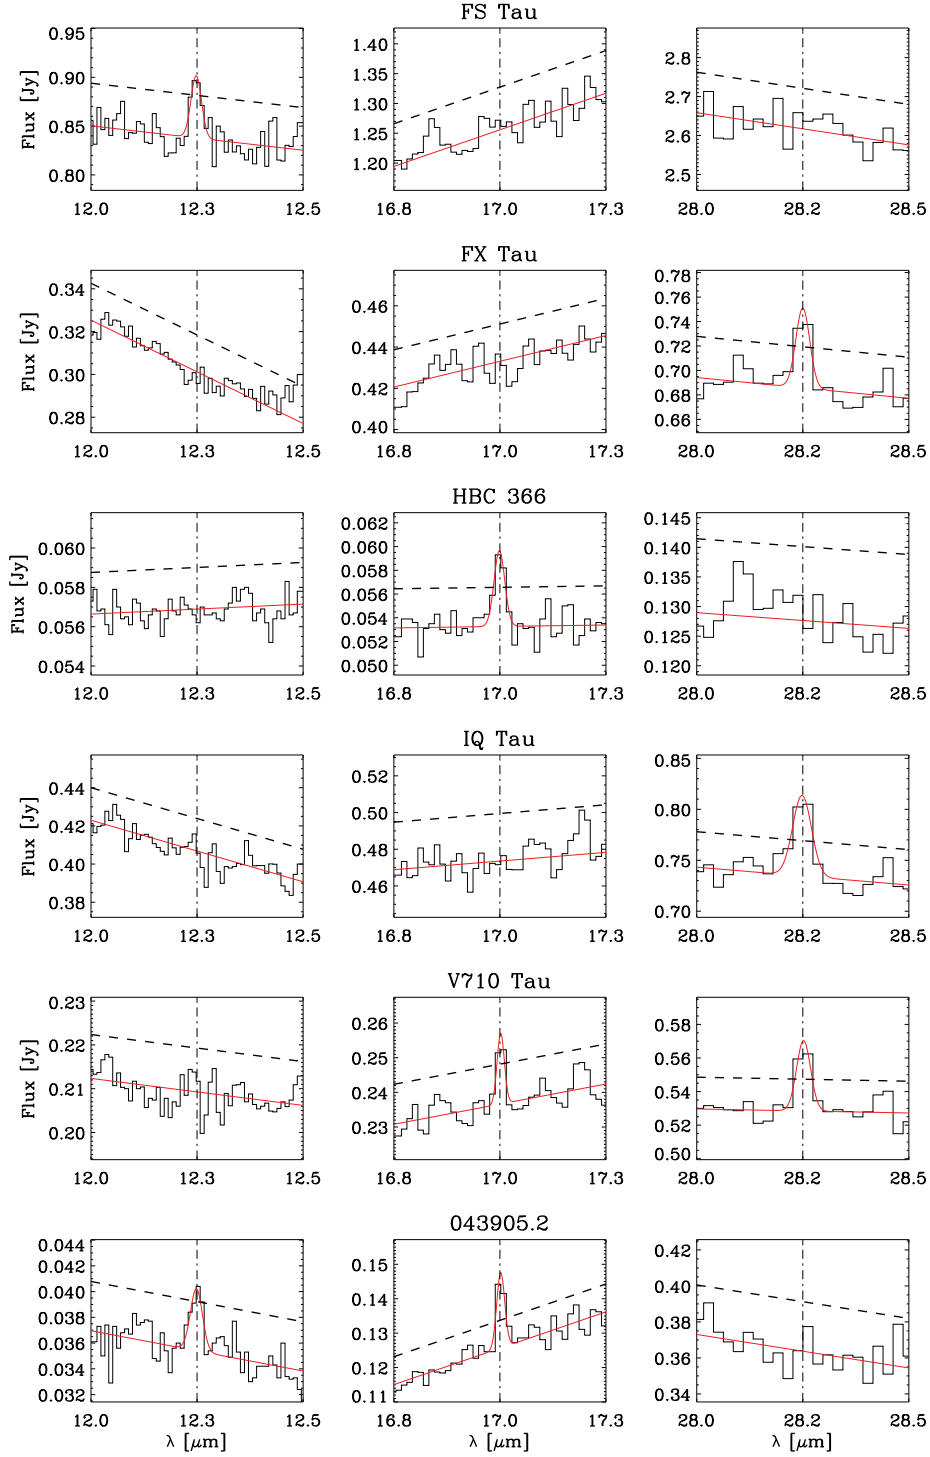 FS Tau
Flux [Jy]
0.95
0.90
0.85
0.80
12.0 12.3 12.5
1.40
1.35
1.30
1.25
1.20
16.8 17.0 17.3
2.8
2.7
2.6
2.5
28.0 28.2 28.5
FX Tau
Flux [Jy]
0.34
0.32
0.30
0.28
12.0 12.3 12.5
0.46
0.44
0.42
0.40
16.8 17.0 17.3
0.78
0.76
0.74
0.72
0.70
0.68
0.66
28.0 28.2 28.5
HBC 366
Flux [Jy]
0.060
0.058
0.056
0.054
12.0 12.3 12.5
0.062
0.060
0.058
0.056
0.054
0.052
0.050
16.8 17.0 17.3
0.145
0.140
0.135
0.130
0.125
0.120
28.0 28.2 28.5
IQ Tau
Flux [Jy]
0.44
0.42
0.40
0.38
12.0 12.3 12.5
0.52
0.50
0.48
0.46
16.8 17.0 17.3
0.85
0.80
0.75
0.70
28.0 28.2 28.5
V710 Tau
Flux [Jy]
0.23
0.22
0.21
0.20
12.0 12.3 12.5
0.26
0.25
0.24
0.23
16.8 17.0 17.3
0.58
0.56
0.54
0.52
0.50
28.0 28.2 28.5
043905.2
0.044
0.042
0.040
0.038
0.036
0.034
0.032
12.0 12.3 12.5
λ [μm]
0.15
0.14
0.13
0.12
0.11
16.8 17.0 17.3
λ [μm]
0.42
0.40
0.38
0.36
0.34
28.0 28.2 28.5
λ [μm]